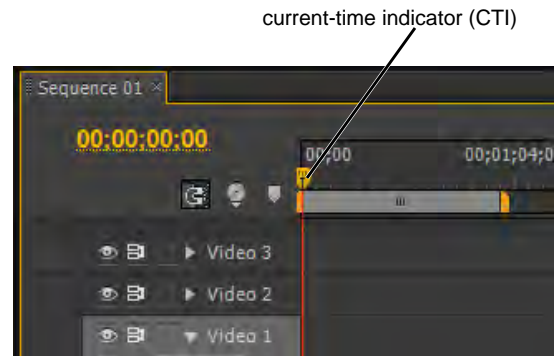 current-time indicator (CTI)
Sequence 01 ×
00;00;00;00
00;00 00;01;04;0
Video 3
Video 2
Video 1